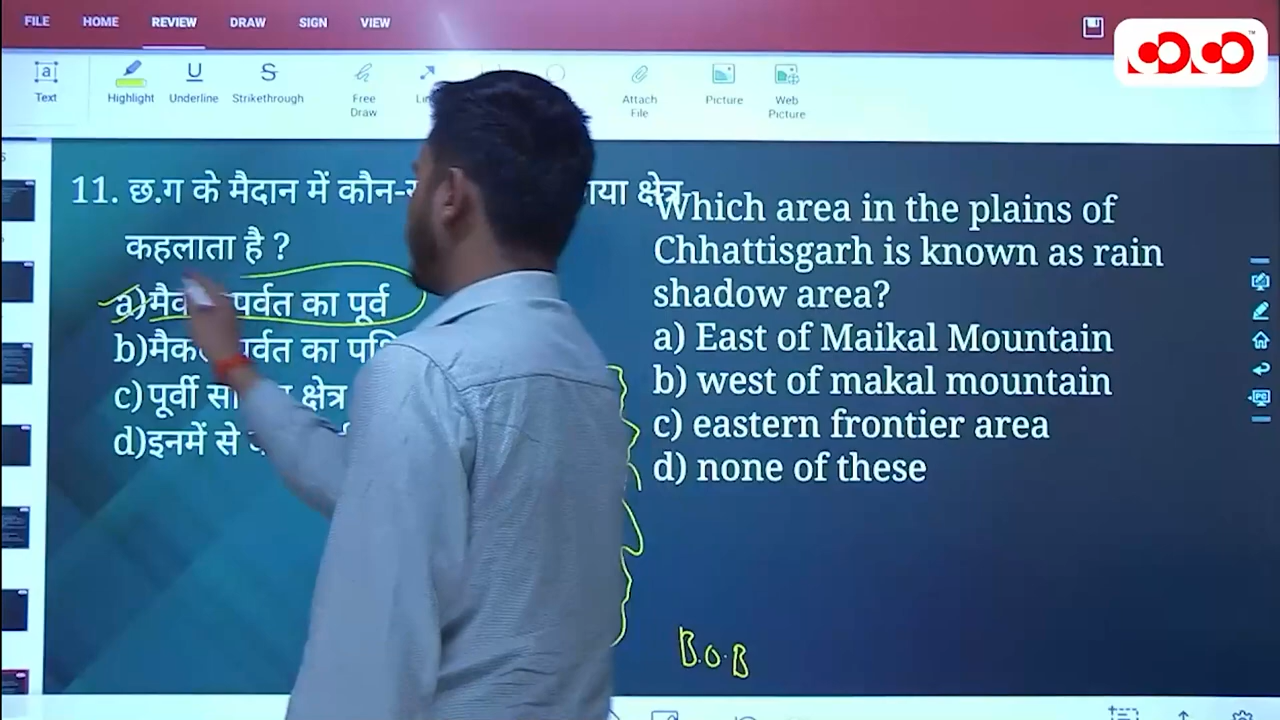 FILE HOME REVIEW DRAW SIGN VIEW
Text Highlight Underline Strikethrough Free Draw Attach File Picture Web Picture
11. छ.ग के मैदान में क्षेत्र
कहलाता है ?
a) पर्वत का पूर्व
b) पर्वत का
c) पूर्वी क्षेत्र
d) इनमें से
Which area in the plains of
Chhattisgarh is known as rain
shadow area?
a) East of Maikal Mountain
b) west of makal mountain
c) eastern frontier area
d) none of these
B.O.B